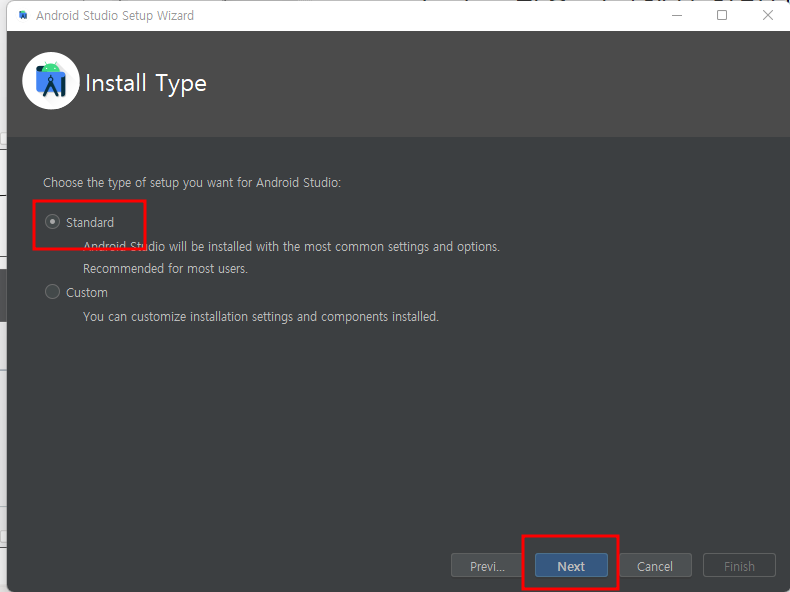 Android Studio Setup Wizard
Install Type
Choose the type of setup you want for Android Studio:
Standard
Android Studio will be installed with the most common settings and options.
Recommended for most users.
Custom
You can customize installation settings and components installed.
Previ...
Next
Cancel
Finish